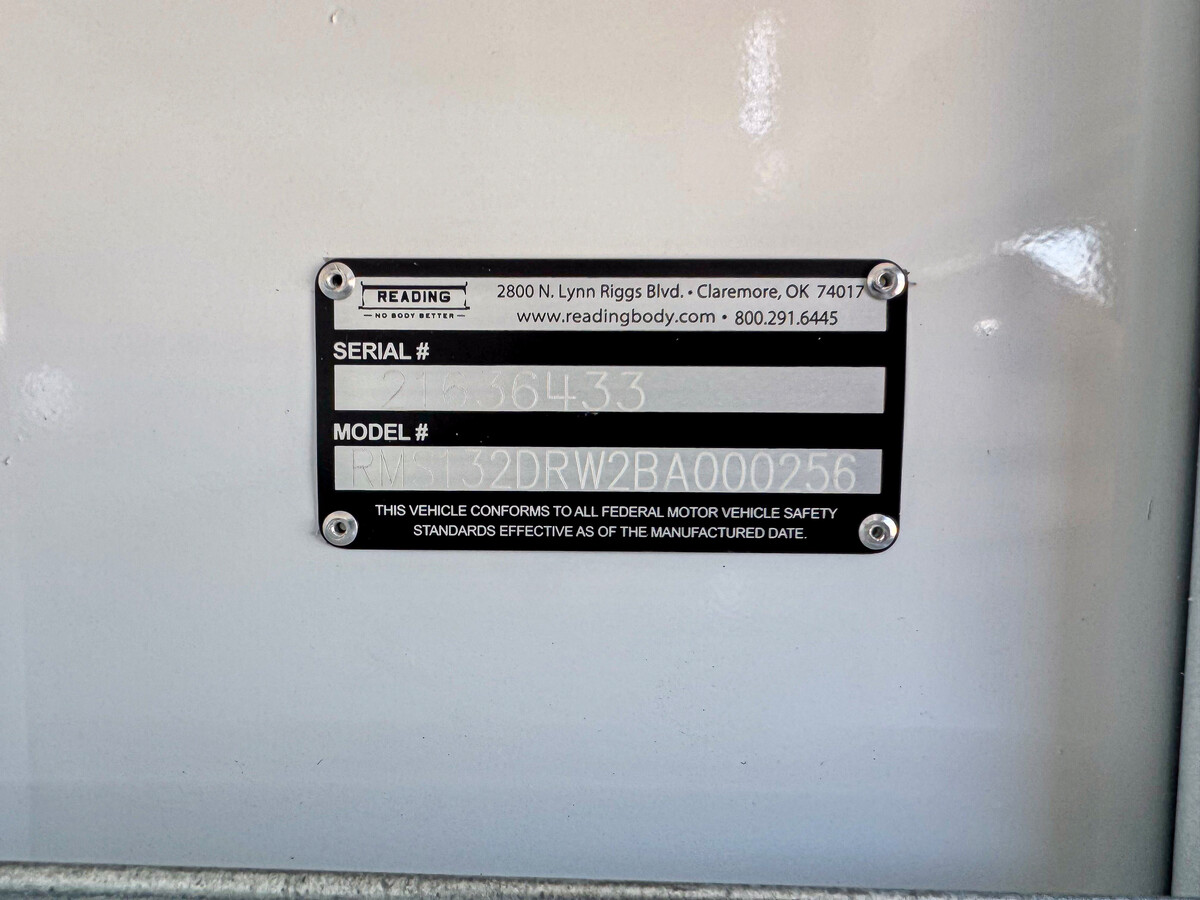 READING
NO BODY BETTER
2800 N. Lynn Riggs Blvd. • Claremore, OK 74017
www.readingbody.com • 800.291.6445
SERIAL #
21636433
MODEL #
RMS132DRW2BA000256
THIS VEHICLE CONFORMS TO ALL FEDERAL MOTOR VEHICLE SAFETY
STANDARDS EFFECTIVE AS OF THE MANUFACTURED DATE.